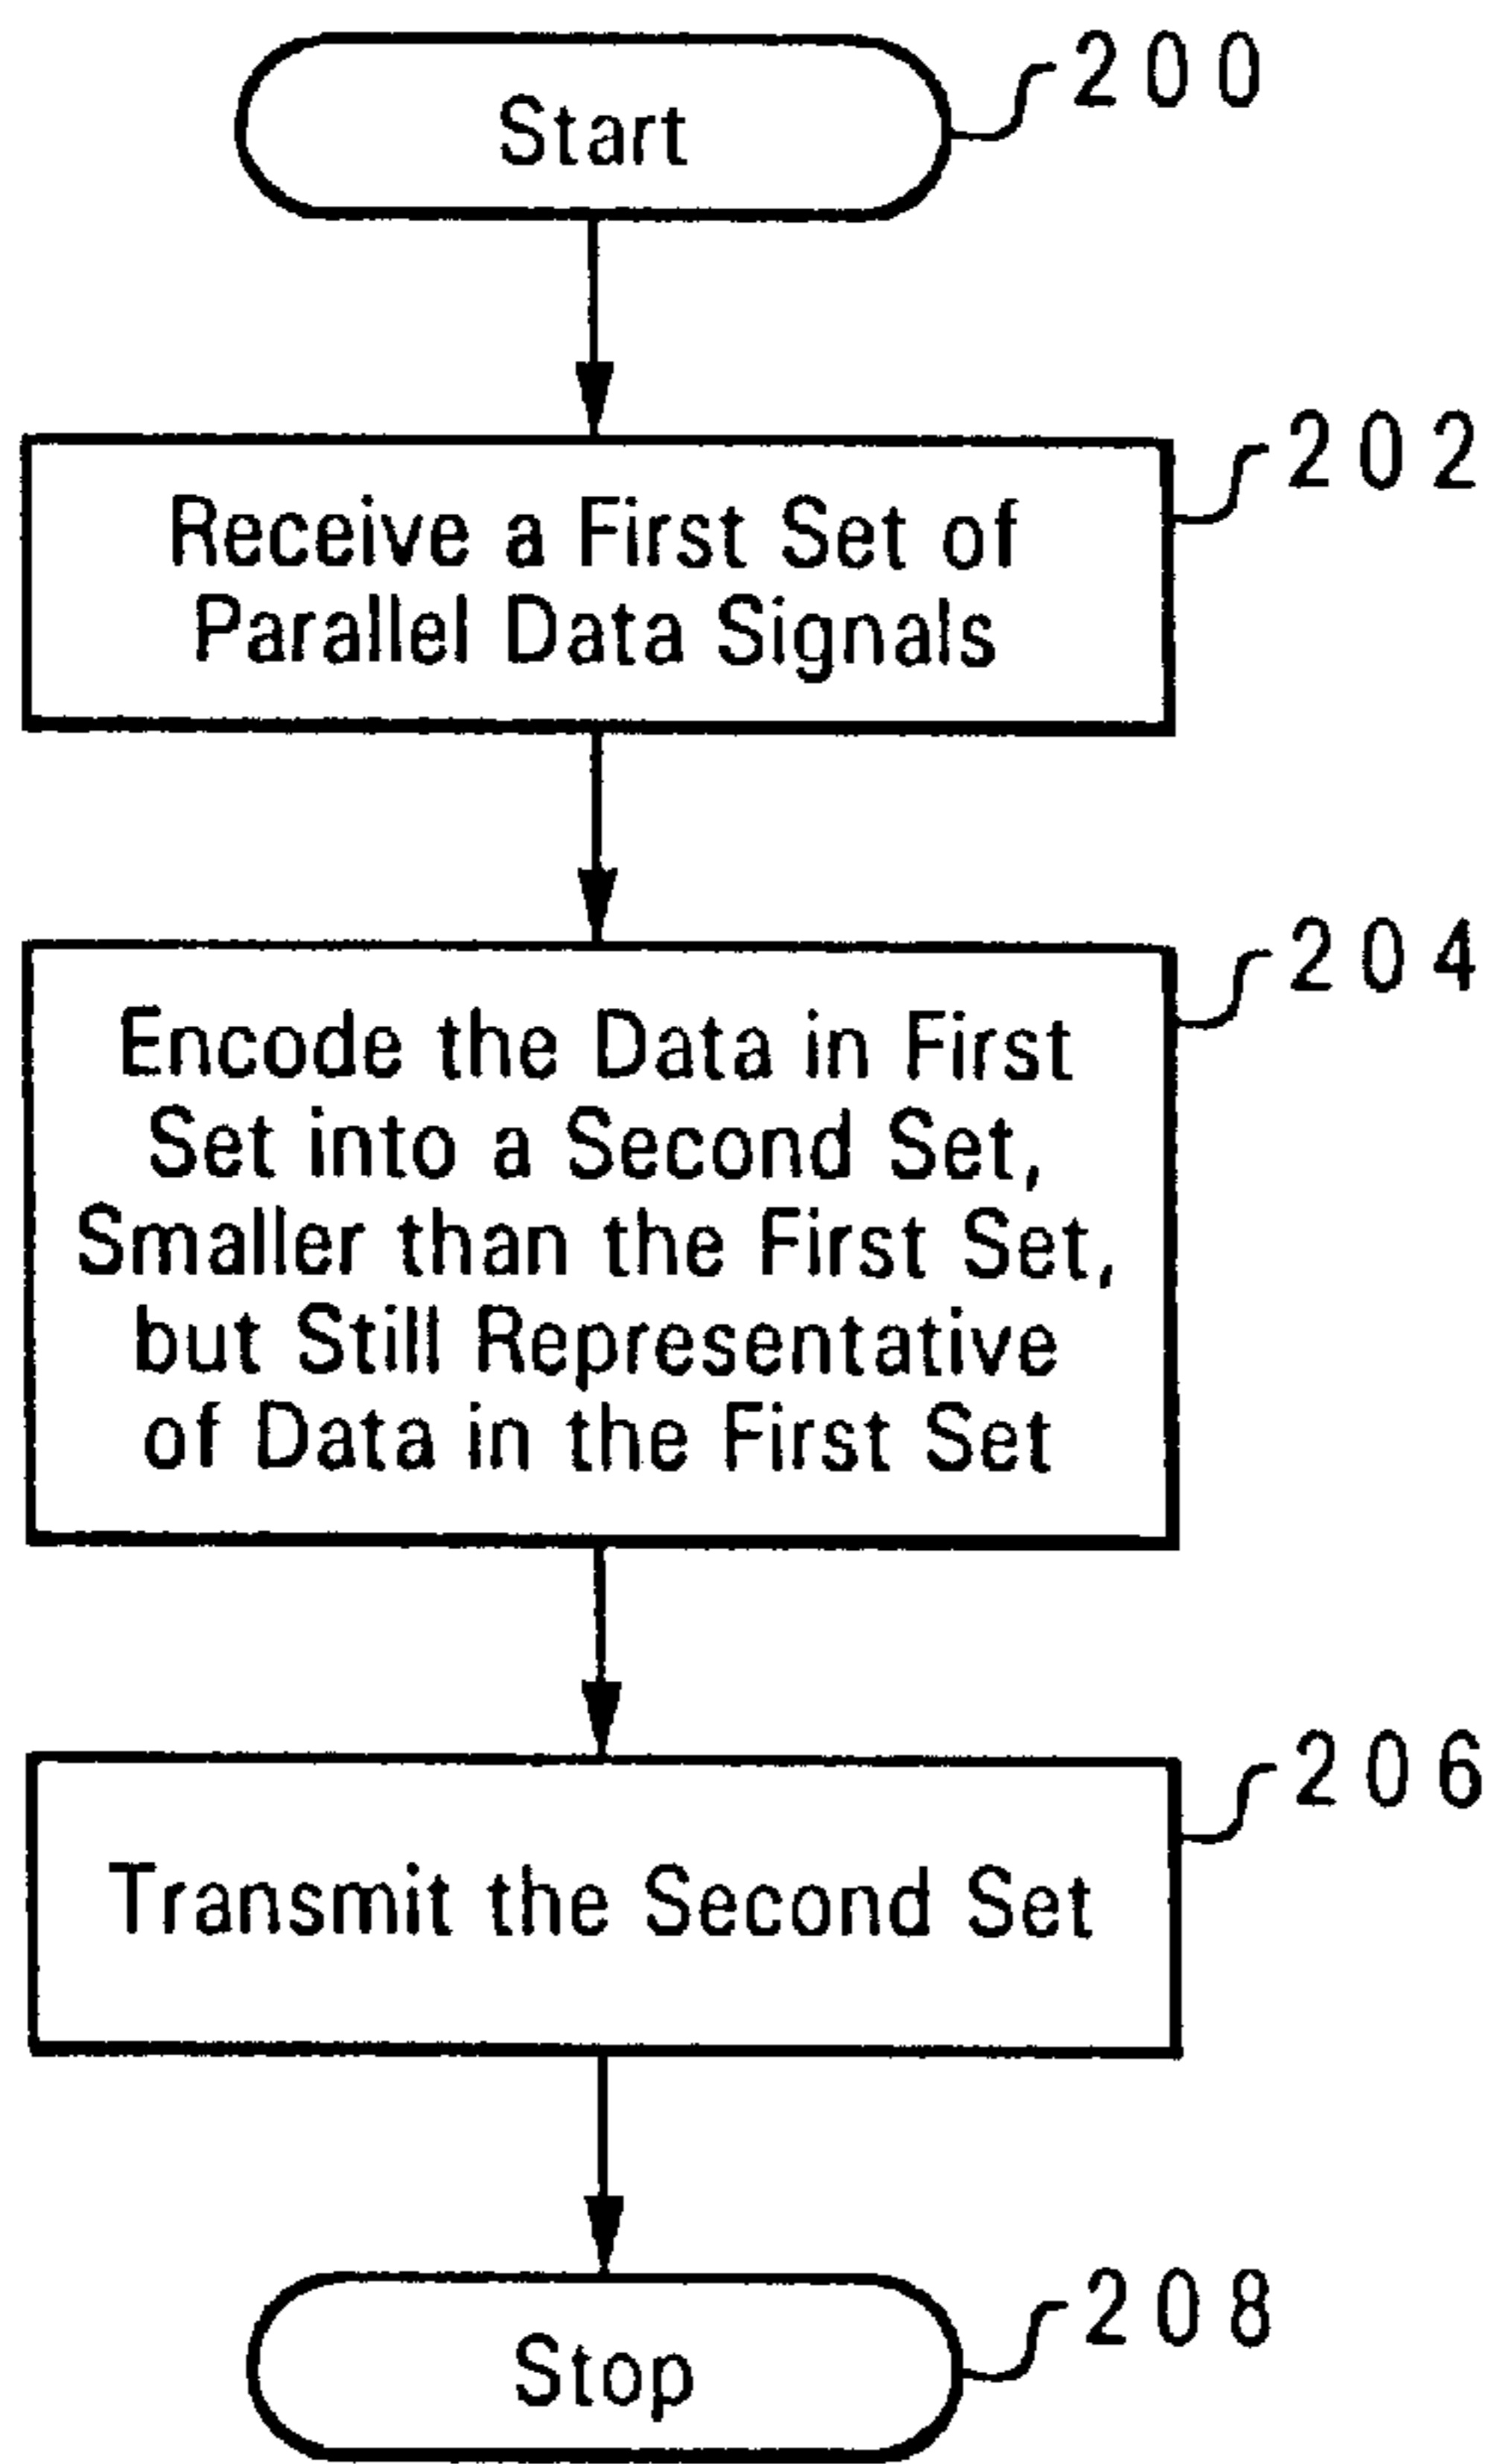 Start
200
Receive a First Set of
Parallel Data Signals
202
Encode the Data in First
Set into a Second Set,
Smaller than the First Set,
but Still Representative
of Data in the First Set
204
Transmit the Second Set
206
Stop
208